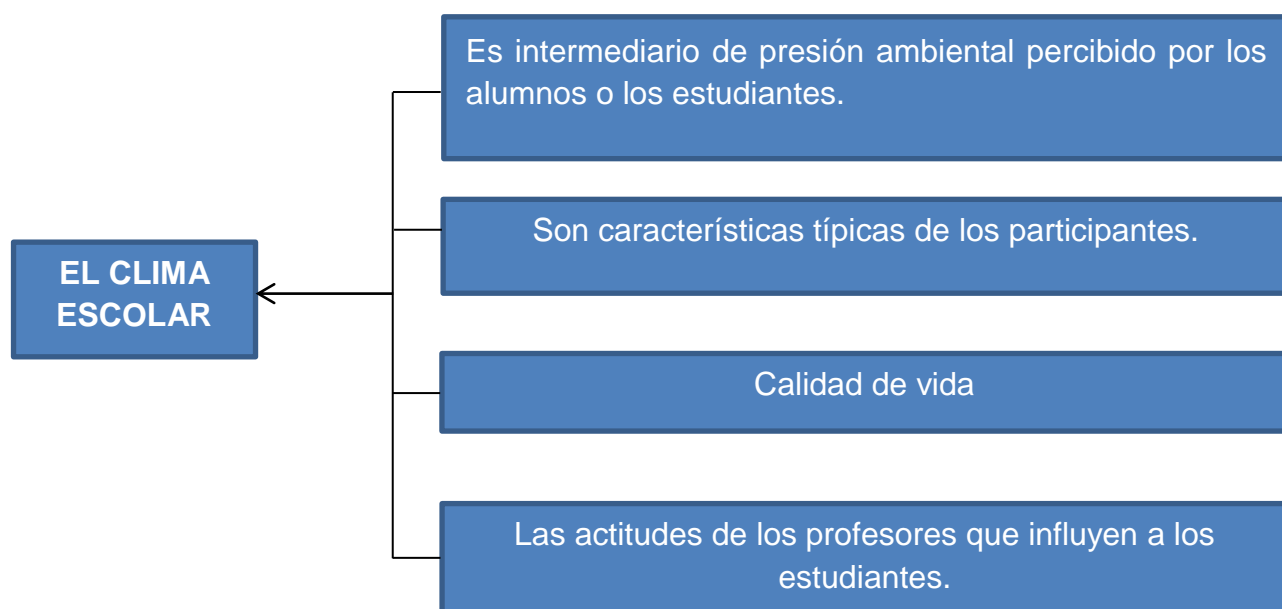 Es intermediario de presión ambiental percibido por los
alumnos o los estudiantes.
Son características típicas de los participantes.
EL CLIMA
ESCOLAR
Calidad de vida
Las actitudes de los profesores que influyen a los
estudiantes.